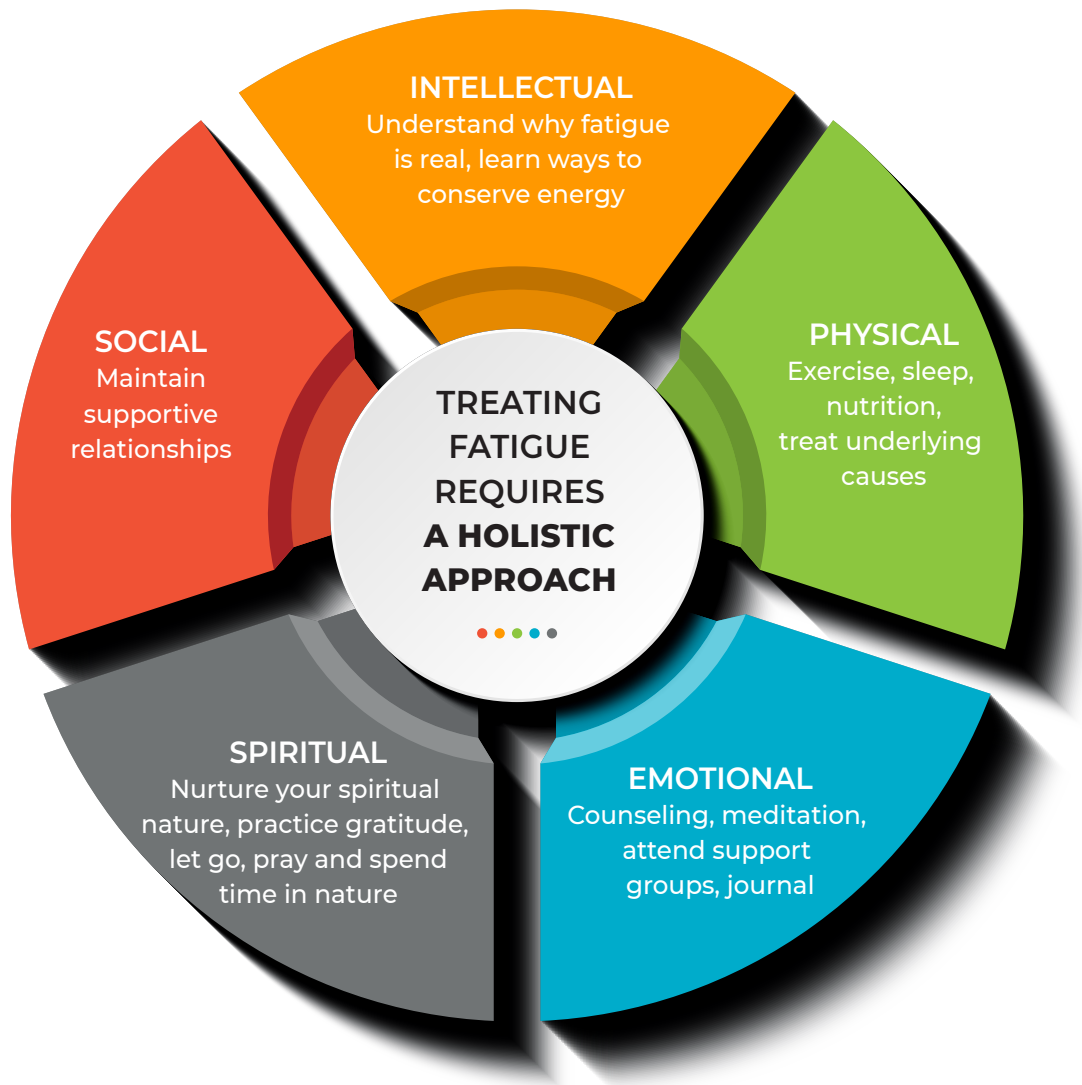 INTELLECTUAL
Understand why fatigue
is real, learn ways to
conserve energy
PHYSICAL
Exercise, sleep,
nutrition,
treat underlying
causes
EMOTIONAL
Counseling, meditation,
attend support
groups, journal
SPIRITUAL
Nurture your spiritual
nature, practice gratitude,
let go, pray and spend
time in nature
SOCIAL
Maintain
supportive
relationships
TREATING
FATIGUE
REQUIRES
A HOLISTIC
APPROACH